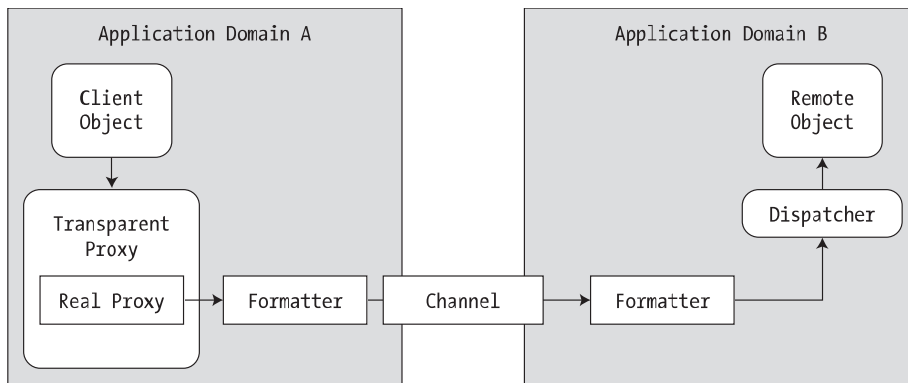 Application Domain A
Application Domain B
Client
Object
Remote
Object
Transparent
Proxy
Dispatcher
Real Proxy
Formatter
Channel
Formatter